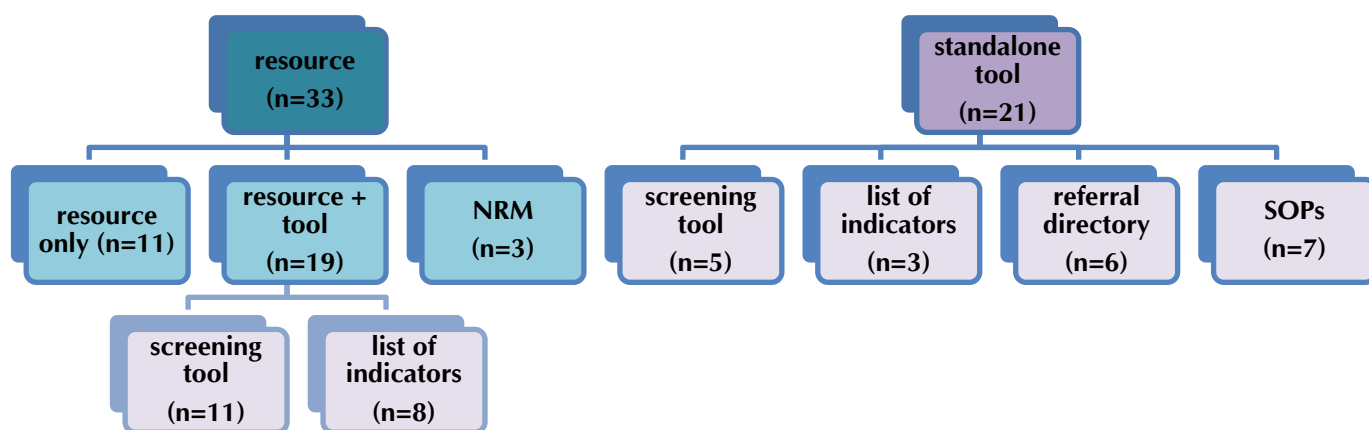 resource
(n=33)
standalone
tool
(n=21)
resource
only (n=11)
resource +
tool
(n=19)
NRM
(n=3)
screening
tool
(n=5)
list of
indicators
(n=3)
referral
directory
(n=6)
SOPs
(n=7)
screening
tool
(n=11)
list of
indicators
(n=8)